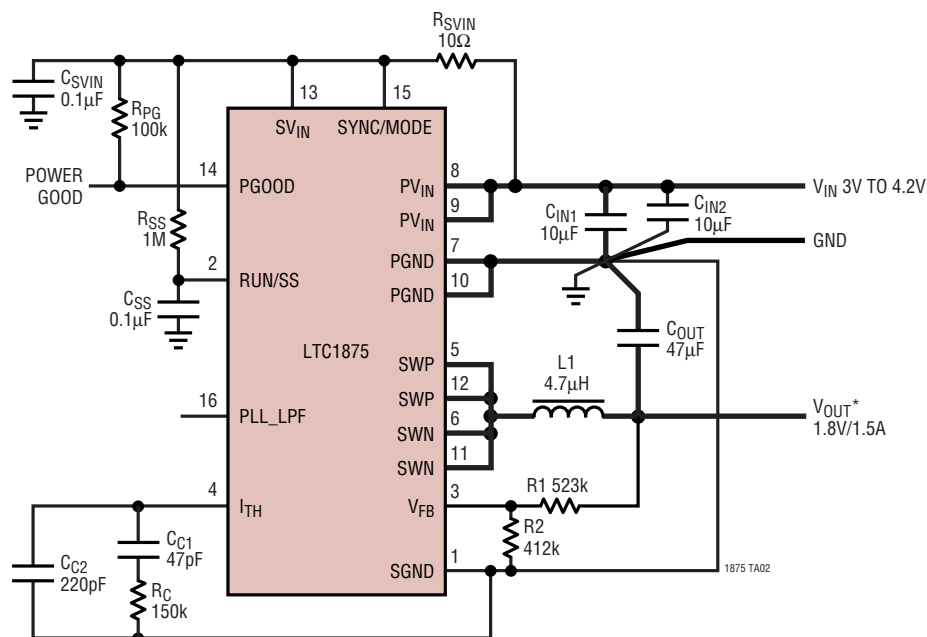 RSVIN
10Ω
CSVIN
0.1µF
RPG
100k
13
15
SVIN
SYNC/MODE
POWER
GOOD
14
PGOOD
8
PVIN
VIN 3V TO 4.2V
9
PVIN
CIN1
10µF
CIN2
10µF
RSS
1M
7
PGND
GND
2
RUN/SS
10
PGND
CSS
0.1µF
LTC1875
5
SWP
COUT
47µF
12
SWP
L1
4.7µH
16
PLL_LPF
6
SWN
VOUT*
1.8V/1.5A
11
SWN
4
ITH
3
VFB
R1 523k
R2
412k
CC1
47pF
CC2
220pF
RC
150k
1
SGND
1875 TA02